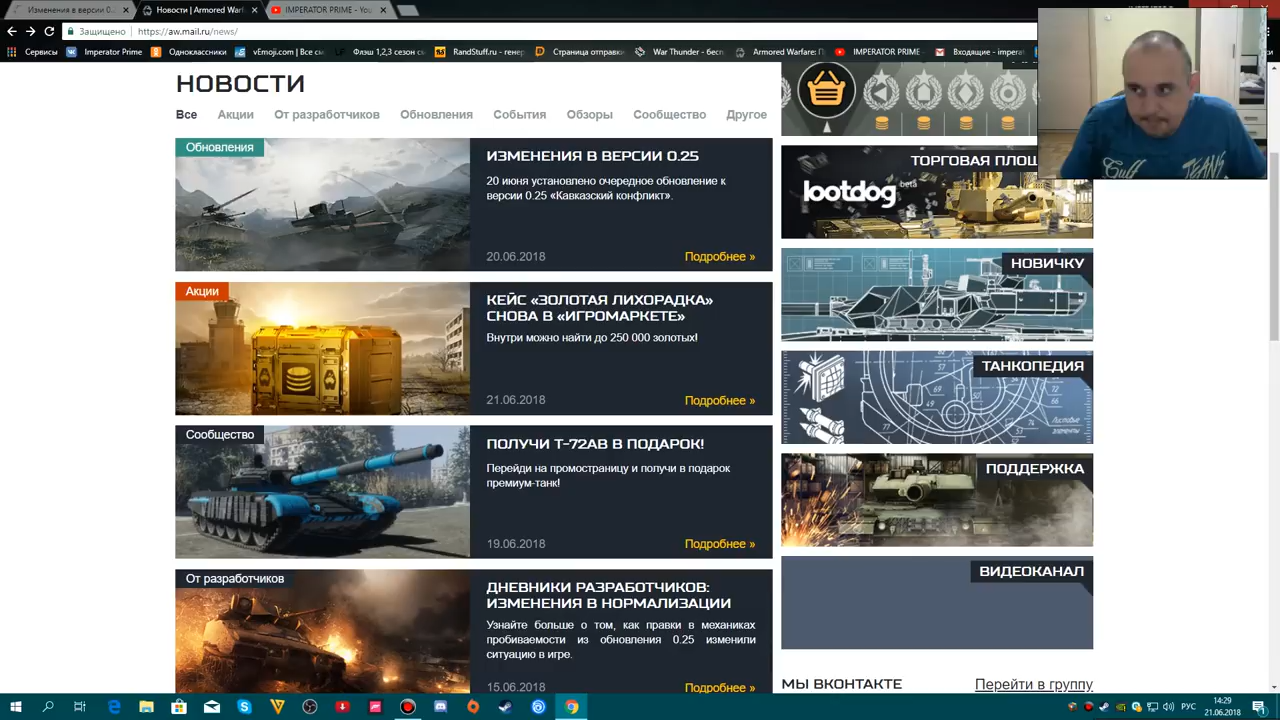 Изменения в версии 0.
Новости | Armored Warfare
IMPERATOR PRIME - You
Защищено
https://aw.mail.ru/news/
Сервисы
Imperator Prime
Одноклассники
vEmoji.com | Все см
Флэш 1,2,3 сезон см
RandStuff.ru - генер
Страница отправки
War Thunder - бесп
Armored Warfare: П
IMPERATOR PRIME
Входящие - imperat
НОВОСТИ
Все Акции От разработчиков Обновления События Обзоры Сообщество Другое
Обновления
ИЗМЕНЕНИЯ В ВЕРСИИ 0.25
20 июня установлено очередное обновление к
версии 0.25 «Кавказский конфликт».
20.06.2018
Подробнее »
Акции
КЕЙС «ЗОЛОТАЯ ЛИХОРАДКА»
СНОВА В «ИГРОМАРКЕТЕ»
Внутри можно найти до 250 000 золотых!
21.06.2018
Подробнее »
Сообщество
ПОЛУЧИ Т-72АВ В ПОДАРОК!
Перейди на промостраницу и получи в подарок
премиум-танк!
19.06.2018
Подробнее »
От разработчиков
ДНЕВНИКИ РАЗРАБОТЧИКОВ:
ИЗМЕНЕНИЯ В НОРМАЛИЗАЦИИ
Узнайте больше о том, как правки в механиках
пробиваемости из обновления 0.25 изменили
ситуацию в игре.
15.06.2018
Подробнее »
ТОРГОВАЯ ПЛОЩ
lootdog beta
НОВИЧКУ
ТАНКОПЕДИЯ
ПОДДЕРЖКА
ВИДЕОКАНАЛ
МЫ ВКОНТАКТЕ
Перейти в группу
РУС
14:29
21.06.2018